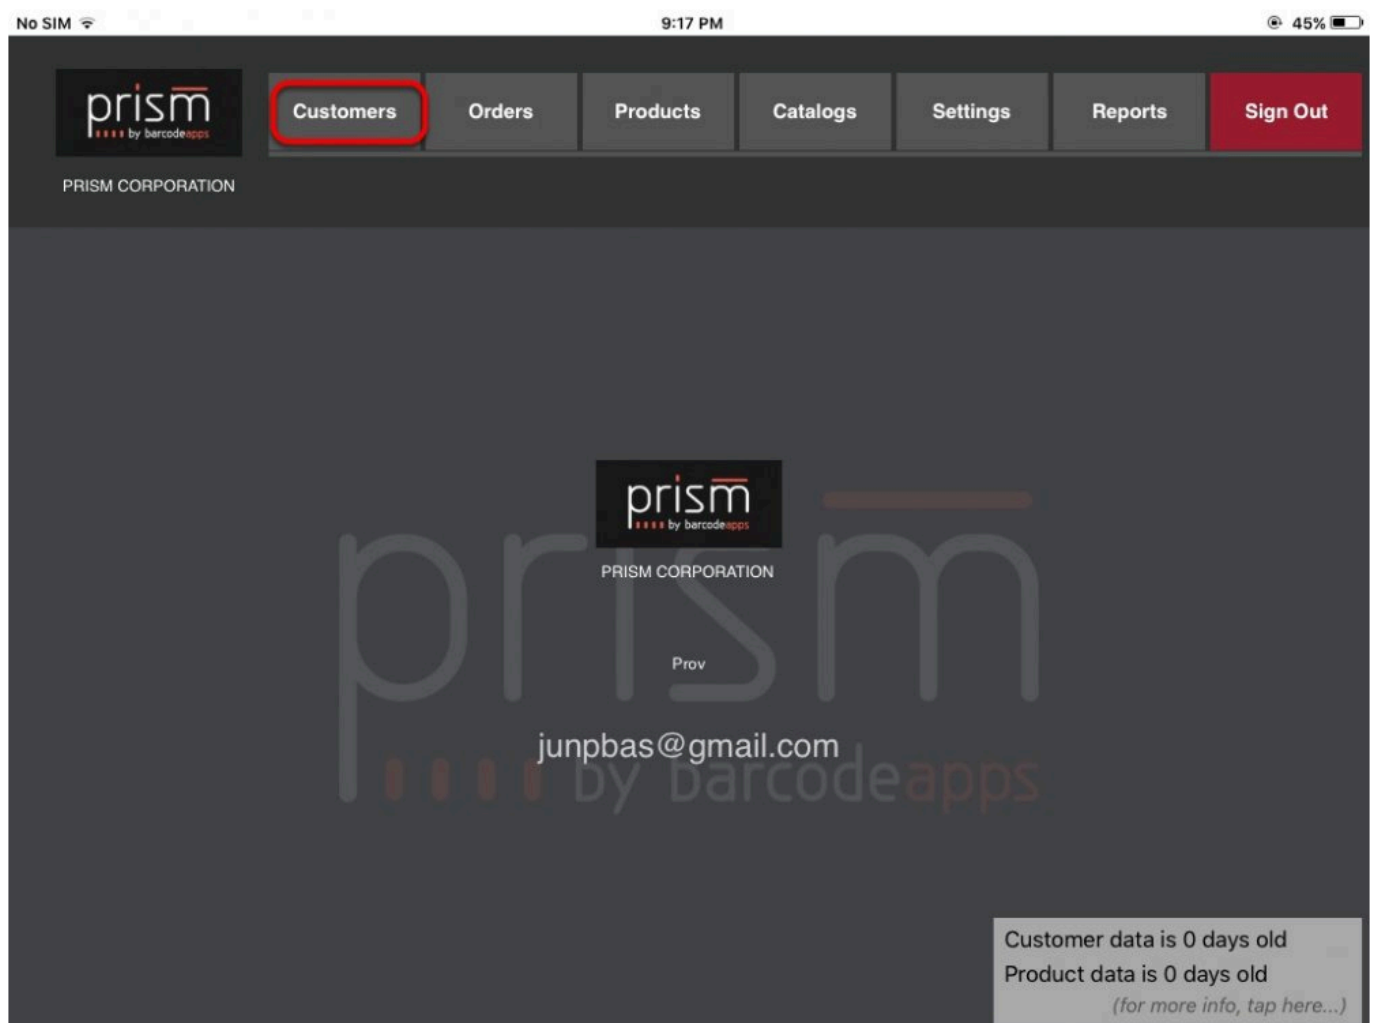 No SIM 9:17 PM 45%
prism
by barcodeapps
Customers Orders Products Catalogs Settings Reports Sign Out
PRISM CORPORATION
prism
by barcodeapps
PRISM CORPORATION
prism
Prov
junpbas@gmail.com
by barcodeapps
Customer data is 0 days old
Product data is 0 days old
(for more info, tap here...)